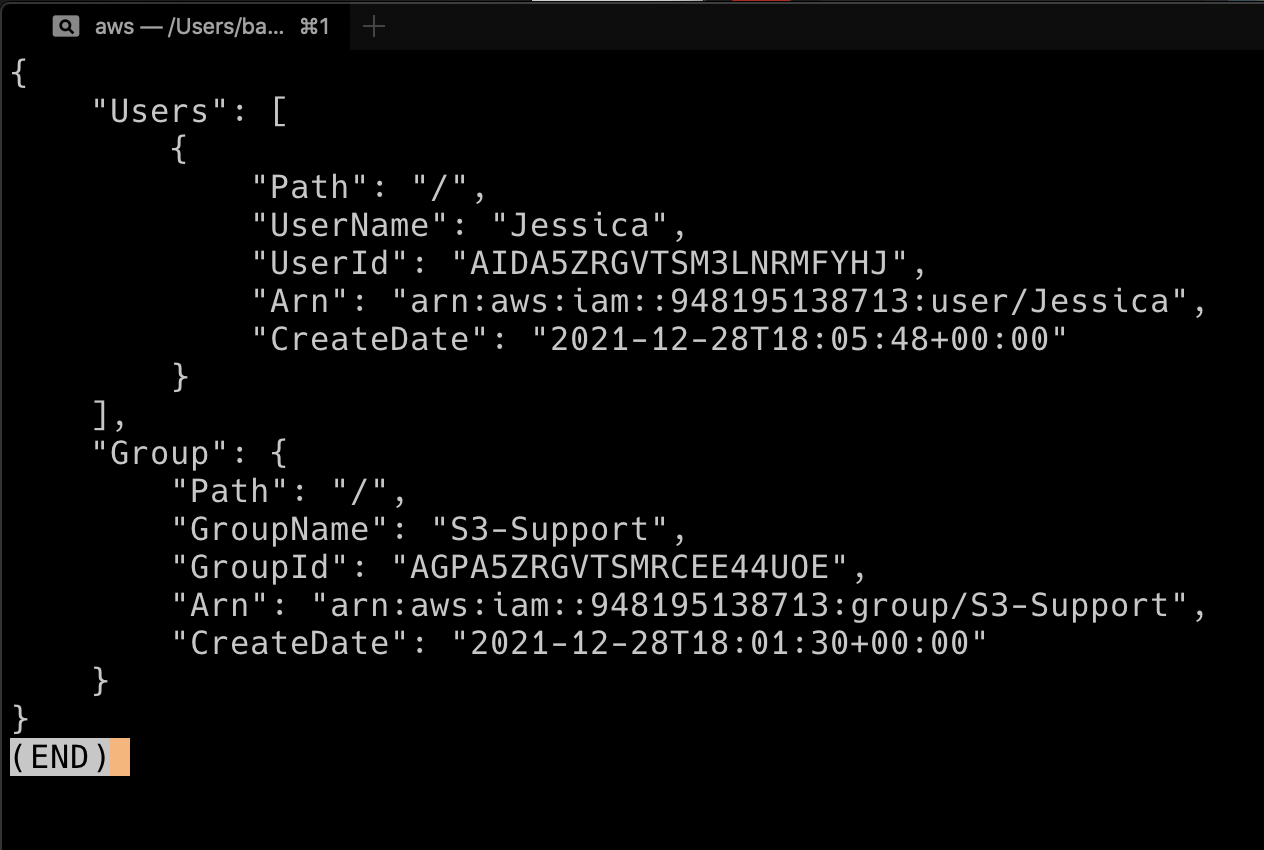 aws — /Users/ba... ⌘1
{
    "Users": [
        {
            "Path": "/",
            "UserName": "Jessica",
            "UserId": "AIDA5ZRGVTSM3LNRMFYHJ",
            "Arn": "arn:aws:iam::948195138713:user/Jessica",
            "CreateDate": "2021-12-28T18:05:48+00:00"
        }
    ],
    "Group": {
        "Path": "/",
        "GroupName": "S3-Support",
        "GroupId": "AGPA5ZRGVTSMRCEE44UOE",
        "Arn": "arn:aws:iam::948195138713:group/S3-Support",
        "CreateDate": "2021-12-28T18:01:30+00:00"
    }
}
(END)